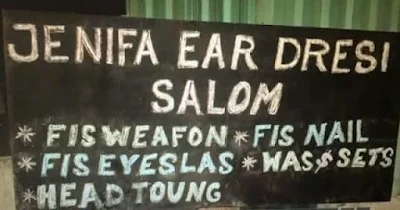 JENIFA EAR DRESI
SALOM
* FIS WEAFON * FIS NAIL
* FIS EYESLAS * WAS$ SETS
* HEAD TOUNG